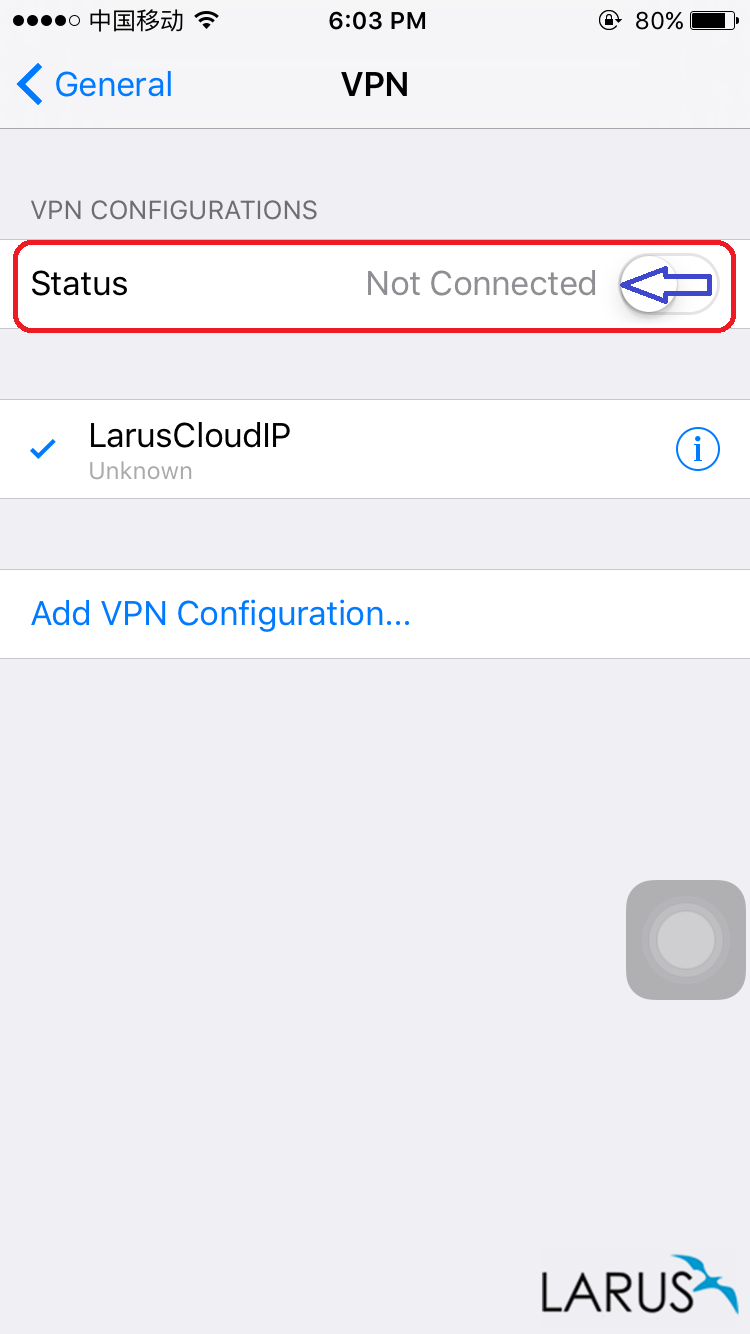 中国移动 6:03 PM 80%
General VPN
VPN CONFIGURATIONS
Status Not Connected
LarusCloudIP
Unknown
Add VPN Configuration...
LARUS